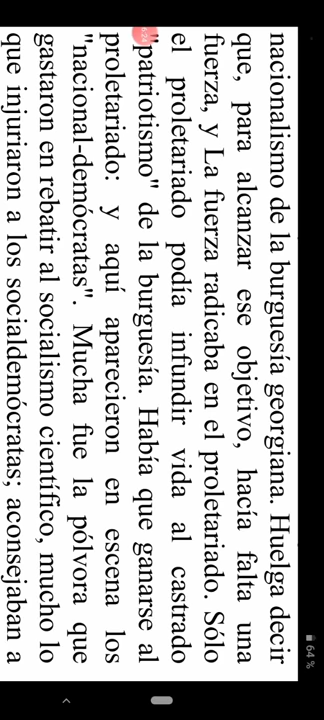 64 %
nacionalismo de la burguesía georgiana. Huelga decir
que, para alcanzar ese objetivo, hacía falta una
fuerza, y La fuerza radicaba en el proletariado. Sólo
el proletariado podía infundir vida al castrado
"patriotismo" de la burguesía. Había que ganarse al
proletariado: y aquí aparecieron en escena los
"nacional-demócratas". Mucha fue la pólvora que
gastaron en rebatir al socialismo científico, mucho lo
que injuriaron a los socialdemócratas; aconsejaban a